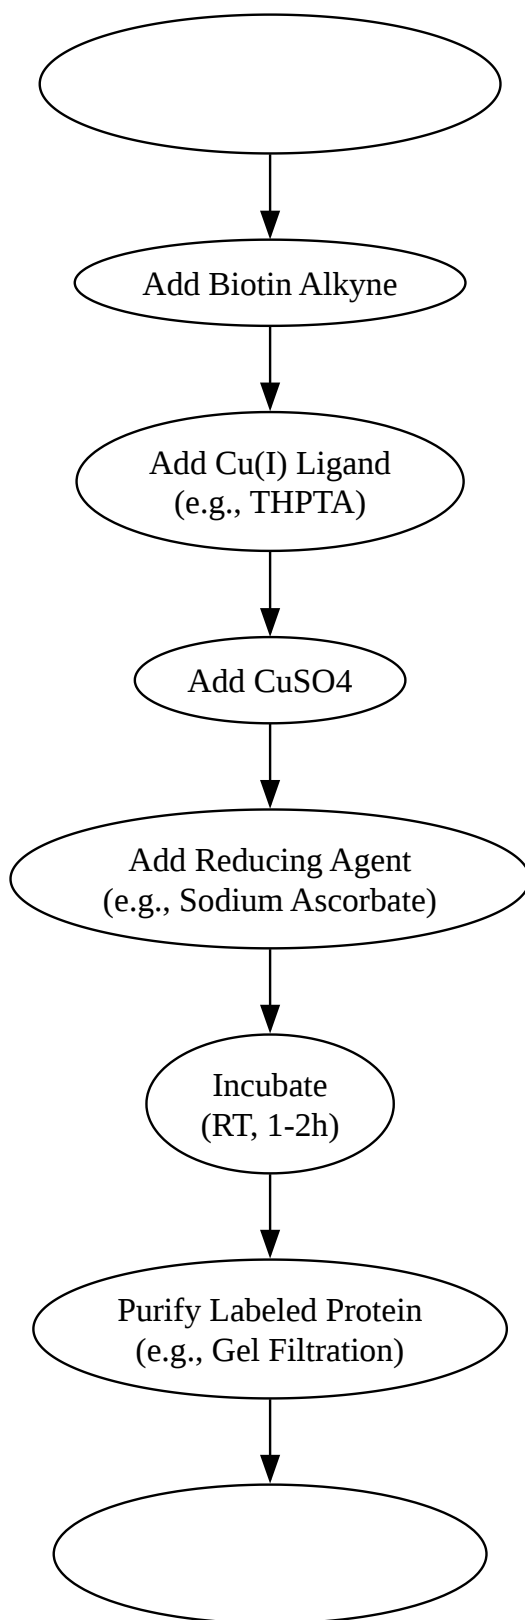 Add Biotin Alkyne
Add Cu(I) Ligand
(e.g., THPTA)
Add CuSO4
Add Reducing Agent
(e.g., Sodium Ascorbate)
Incubate
(RT, 1-2h)
Purify Labeled Protein
(e.g., Gel Filtration)